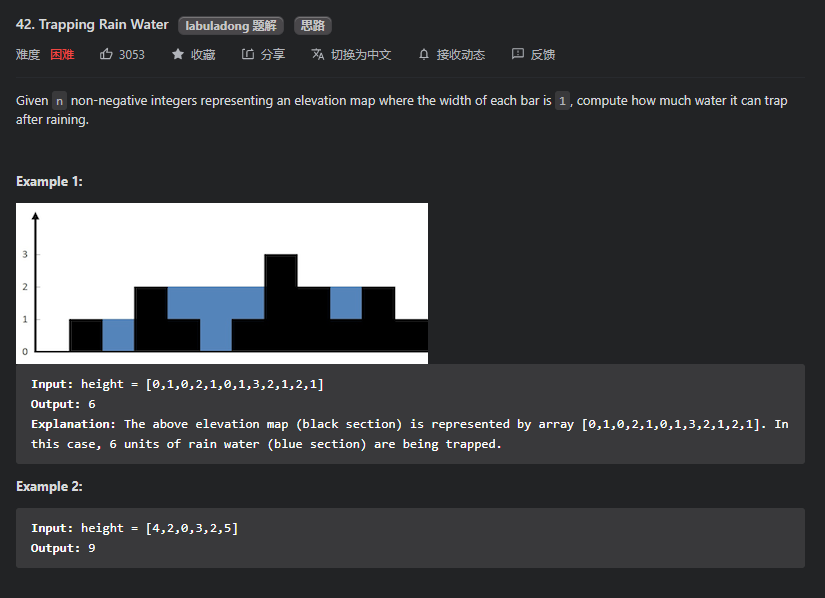 42. Trapping Rain Water labuladong 题解 思路
难度 困难 3053 收藏 分享 切换为中文 接收动态 反馈
Given n non-negative integers representing an elevation map where the width of each bar is 1, compute how much water it can trap
after raining.
Example 1:
3
2
1
0
Input: height = [0,1,0,2,1,0,1,3,2,1,2,1]
Output: 6
Explanation: The above elevation map (black section) is represented by array [0,1,0,2,1,0,1,3,2,1,2,1]. In
this case, 6 units of rain water (blue section) are being trapped.
Example 2:
Input: height = [4,2,0,3,2,5]
Output: 9